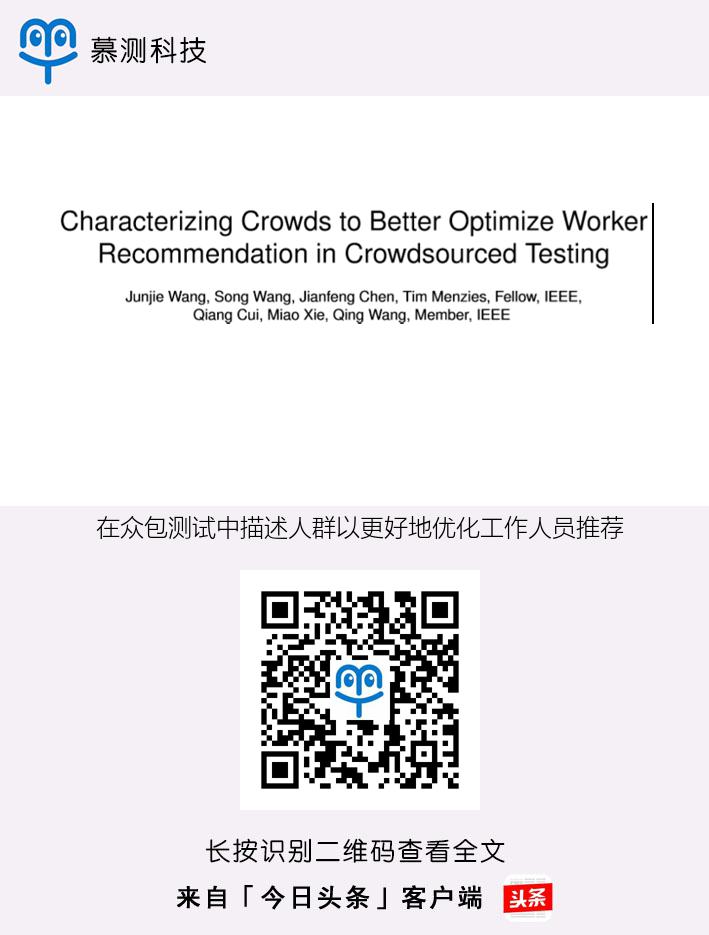 慕测科技
Characterizing Crowds to Better Optimize Worker
Recommendation in Crowdsourced Testing
Junjie Wang, Song Wang, Jianfeng Chen, Tim Menzies, Fellow, IEEE,
Qiang Cui, Miao Xie, Qing Wang, Member, IEEE
在众包测试中描述人群以更好地优化工作人员推荐
长按识别二维码查看全文
来自「今日头条」客户端
头条